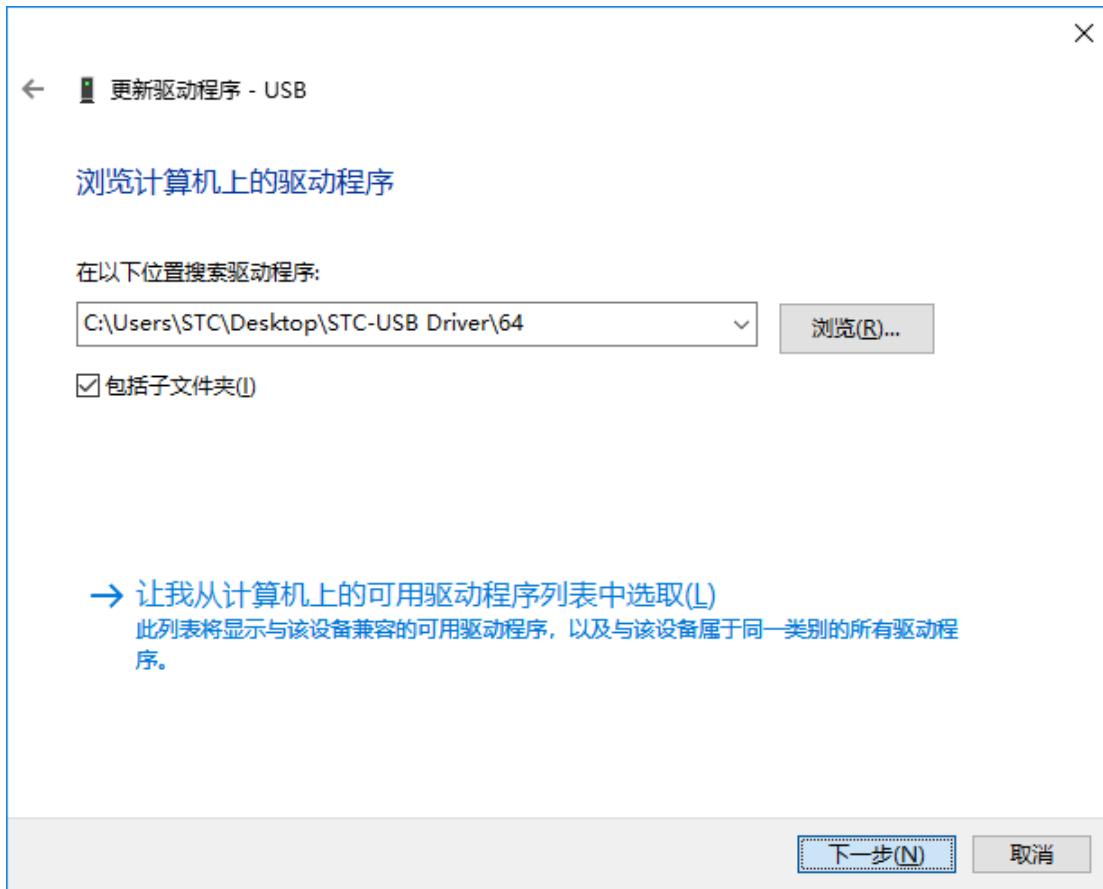 更新驱动程序 - USB
浏览计算机上的驱动程序
在以下位置搜索驱动程序:
C:\Users\STC\Desktop\STC-USB Driver\64
浏览(R)...
包括子文件夹(I)
让我从计算机上的可用驱动程序列表中选取(L)
此列表将显示与该设备兼容的可用驱动程序，以及与该设备属于同一类别的所有驱动程
序。
下一步(N)
取消